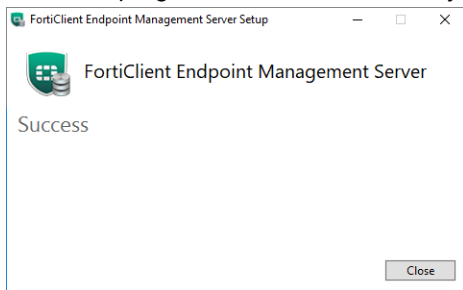 FortiClient Endpoint Management Server Setup
FortiClient Endpoint Management Server
Success
Close